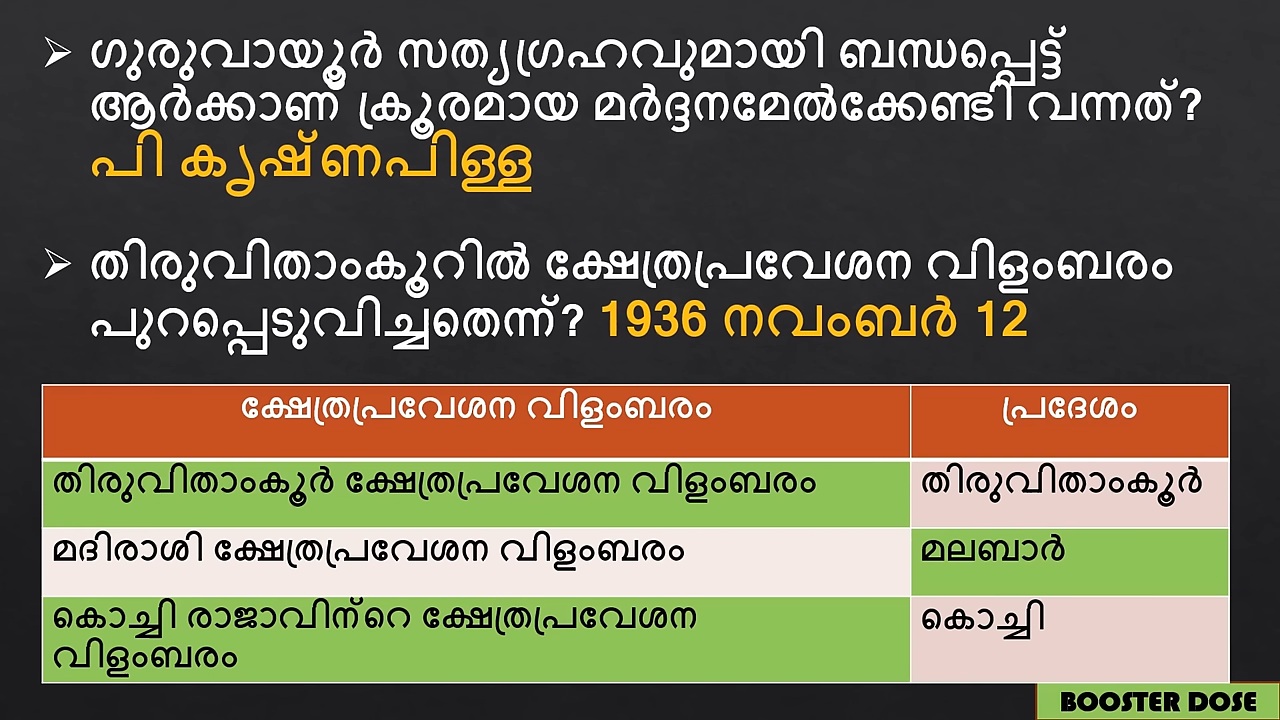 ഗുരുവായൂർ സത്യഗ്രഹവുമായി ബന്ധപ്പെട്ട്
ആർക്കാണ് ക്രൂരമായ മർദ്ദനമേൽക്കേണ്ടി വന്നത്?
പി കൃഷ്ണപിള്ള
തിരുവിതാംകൂറിൽ ക്ഷേത്രപ്രവേശന വിളംബരം
പുറപ്പെടുവിച്ചതെന്ന്? 1936 നവംബർ 12
ക്ഷേത്രപ്രവേശന വിളംബരം പ്രദേശം
തിരുവിതാംകൂർ ക്ഷേത്രപ്രവേശന വിളംബരം തിരുവിതാംകൂർ
മദിരാശി ക്ഷേത്രപ്രവേശന വിളംബരം മലബാർ
കൊച്ചി രാജാവിന്റെ ക്ഷേത്രപ്രവേശന കൊച്ചി
വിളംബരം
BOOSTER DOSE